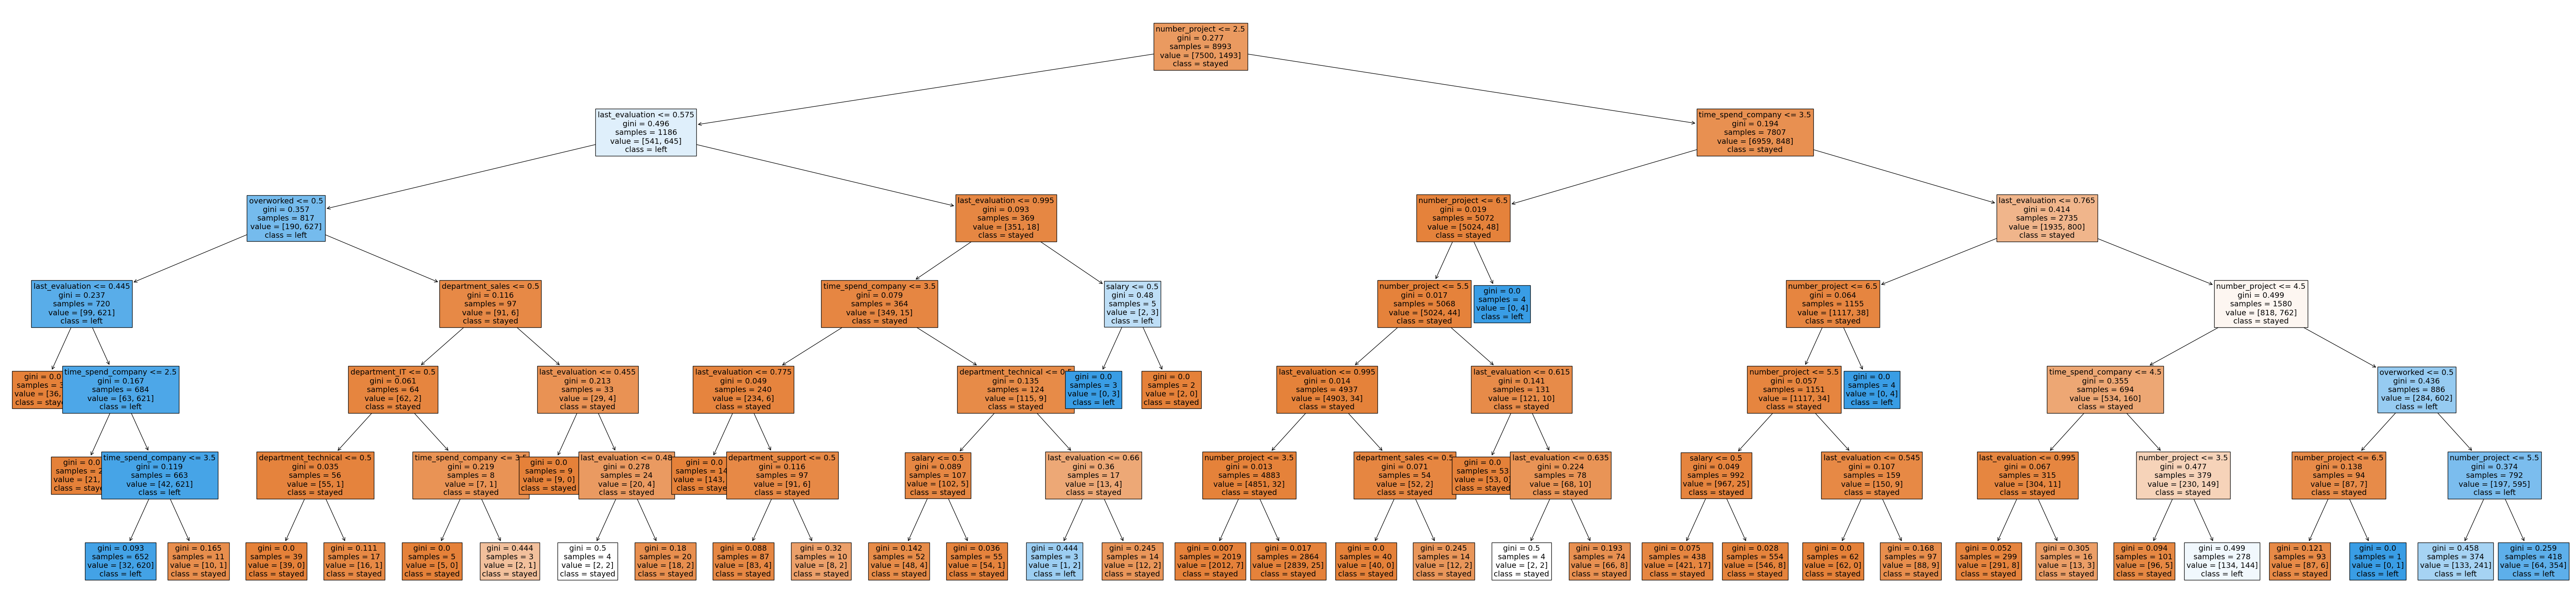 number_project <= 2.5
gini = 0.277
samples = 8993
value = [7500, 1493]
class = stayed
last_evaluation <= 0.575
gini = 0.496
samples = 1186
value = [541, 645]
class = left
time_spend_company <= 3.5
gini = 0.194
samples = 7807
value = [6959, 848]
class = stayed
overworked <= 0.5
gini = 0.357
samples = 817
value = [190, 627]
class = left
last_evaluation <= 0.995
gini = 0.093
samples = 369
value = [351, 18]
class = stayed
number_project <= 6.5
gini = 0.019
samples = 5072
value = [5024, 48]
class = stayed
last_evaluation <= 0.765
gini = 0.414
samples = 2735
value = [1935, 800]
class = stayed
last_evaluation <= 0.445
gini = 0.237
samples = 720
value = [99, 621]
class = left
department_sales <= 0.5
gini = 0.116
samples = 97
value = [91, 6]
class = stayed
time_spend_company <= 3.5
gini = 0.079
samples = 364
value = [349, 15]
class = stayed
salary <= 0.5
gini = 0.48
samples = 5
value = [2, 3]
class = left
number_project <= 5.5
gini = 0.017
samples = 5068
value = [5024, 44]
class = stayed
gini = 0.0
samples = 4
value = [0, 4]
class = left
number_project <= 6.5
gini = 0.064
samples = 1155
value = [1117, 38]
class = stayed
number_project <= 4.5
gini = 0.499
samples = 1580
value = [818, 762]
class = stayed
gini = 0.0
samples =
value = [36,
class =
time_spend_company <= 2.5
gini = 0.167
samples = 684
value = [63, 621]
class = left
department_IT <= 0.5
gini = 0.061
samples = 64
value = [62, 2]
class = stayed
last_evaluation <= 0.455
gini = 0.213
samples = 33
value = [29, 4]
class = stayed
last_evaluation <= 0.775
gini = 0.049
samples = 240
value = [234, 6]
class = stayed
department_technical <=
gini = 0.135
samples = 124
value = [115, 9]
class = stayed
gini = 0.0
samples = 3
value = [0, 3]
class = left
gini = 0.0
samples = 2
value = [2, 0]
class = stayed
last_evaluation <= 0.995
gini = 0.014
samples = 4937
value = [4903, 34]
class = stayed
last_evaluation <= 0.615
gini = 0.141
samples = 131
value = [121, 10]
class = stayed
number_project <= 5.5
gini = 0.057
samples = 1151
value = [1117, 34]
class = stayed
gini = 0.0
samples = 4
value = [0, 4]
class = left
time_spend_company <= 4.5
gini = 0.355
samples = 694
value = [534, 160]
class = stayed
overworked <= 0.5
gini = 0.436
samples = 886
value = [284, 602]
class = left
gini = 0.0
samples =
value = [21,
class =
time_spend_company <= 3.5
gini = 0.119
samples = 663
value = [42, 621]
class = left
department_technical <= 0.5
gini = 0.035
samples = 56
value = [55, 1]
class = stayed
time_spend_company <=
gini = 0.219
samples = 8
value = [7, 1]
class = stayed
gini = 0.0
samples = 9
value = [9, 0]
class = stayed
last_evaluation <=
gini = 0.278
samples = 24
value = [20, 4]
class = stayed
gini = 0.0
samples =
value = [143,
class =
department_support <= 0.5
gini = 0.116
samples = 97
value = [91, 6]
class = stayed
salary <= 0.5
gini = 0.089
samples = 107
value = [102, 5]
class = stayed
last_evaluation <= 0.66
gini = 0.36
samples = 17
value = [13, 4]
class = stayed
number_project <= 3.5
gini = 0.013
samples = 4883
value = [4851, 32]
class = stayed
department_sales <= 0.5
gini = 0.071
samples = 54
value = [52, 2]
class = stayed
gini = 0.0
samples = 53
value = [53, 0]
class = stayed
last_evaluation <= 0.635
gini = 0.224
samples = 78
value = [68, 10]
class = stayed
salary <= 0.5
gini = 0.049
samples = 992
value = [967, 25]
class = stayed
last_evaluation <= 0.545
gini = 0.107
samples = 159
value = [150, 9]
class = stayed
last_evaluation <= 0.995
gini = 0.067
samples = 315
value = [304, 11]
class = stayed
number_project <= 3.5
gini = 0.477
samples = 379
value = [230, 149]
class = stayed
number_project <= 6.5
gini = 0.138
samples = 94
value = [87, 7]
class = stayed
number_project <= 5.5
gini = 0.374
samples = 792
value = [197, 595]
class = left
gini = 0.093
samples = 652
value = [32, 620]
class = left
gini = 0.165
samples = 11
value = [10, 1]
class = stayed
gini = 0.0
samples = 39
value = [39, 0]
class = stayed
gini = 0.111
samples = 17
value = [16, 1]
class = stayed
gini = 0.0
samples = 5
value = [5, 0]
class = stayed
gini = 0.444
samples = 3
value = [2, 1]
class = stayed
gini = 0.5
samples = 4
value = [2, 2]
class = stayed
gini = 0.18
samples = 20
value = [18, 2]
class = stayed
gini = 0.088
samples = 87
value = [83, 4]
class = stayed
gini = 0.32
samples = 10
value = [8, 2]
class = stayed
gini = 0.142
samples = 52
value = [48, 4]
class = stayed
gini = 0.036
samples = 55
value = [54, 1]
class = stayed
gini = 0.444
samples = 3
value = [1, 2]
class = left
gini = 0.245
samples = 14
value = [12, 2]
class = stayed
gini = 0.007
samples = 2019
value = [2012, 7]
class = stayed
gini = 0.017
samples = 2864
value = [2839, 25]
class = stayed
gini = 0.0
samples = 40
value = [40, 0]
class = stayed
gini = 0.245
samples = 14
value = [12, 2]
class = stayed
gini = 0.5
samples = 4
value = [2, 2]
class = stayed
gini = 0.193
samples = 74
value = [66, 8]
class = stayed
gini = 0.075
samples = 438
value = [421, 17]
class = stayed
gini = 0.028
samples = 554
value = [546, 8]
class = stayed
gini = 0.0
samples = 62
value = [62, 0]
class = stayed
gini = 0.168
samples = 97
value = [88, 9]
class = stayed
gini = 0.052
samples = 299
value = [291, 8]
class = stayed
gini = 0.305
samples = 16
value = [13, 3]
class = stayed
gini = 0.094
samples = 101
value = [96, 5]
class = stayed
gini = 0.499
samples = 278
value = [134, 144]
class = left
gini = 0.121
samples = 93
value = [87, 6]
class = stayed
gini = 0.0
samples = 1
value = [0, 1]
class = left
gini = 0.458
samples = 374
value = [133, 241]
class = left
gini = 0.259
samples = 418
value = [64, 354]
class = left